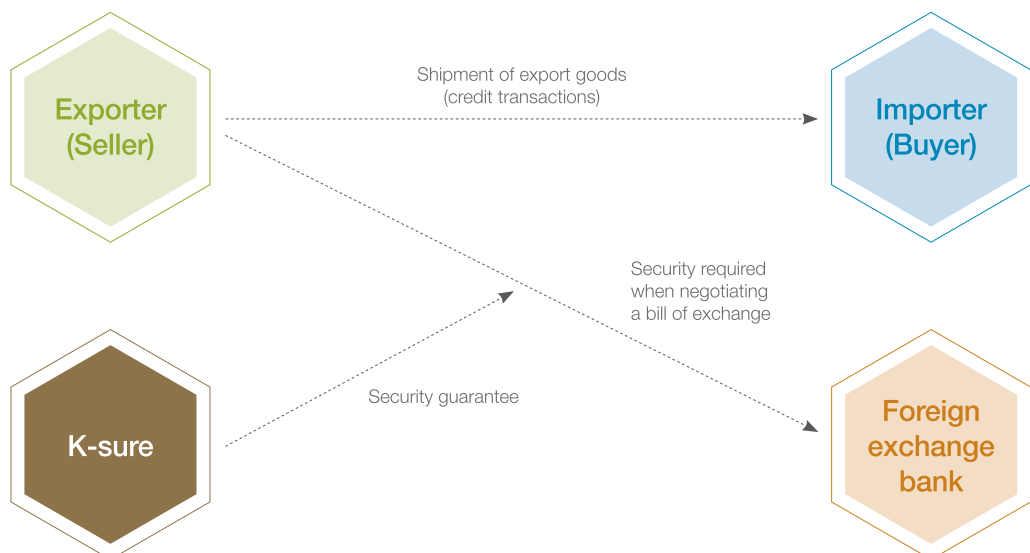 Shipment of export goods
(credit transactions)
Exporter
(Seller)
Importer
(Buyer)
Security required
when negotiating
a bill of exchange
Security guarantee
K-sure
Foreign
exchange
bank